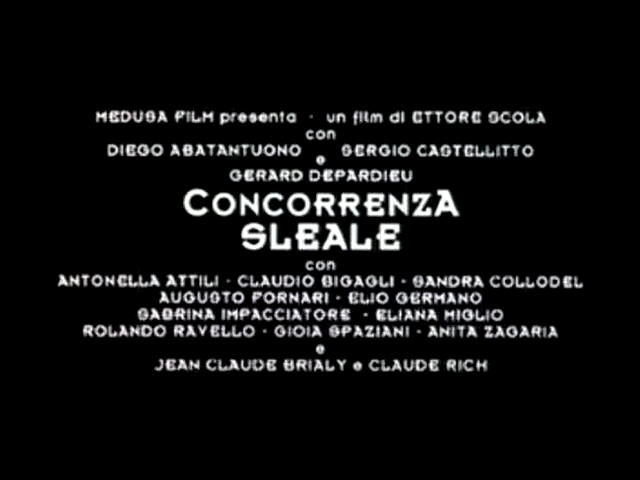 MEDUSA FILM presenta · un film di ETTORE SCOLA
con
DIEGO ABATANTUONO SERGIO CASTELLITTO
e
GERARD DEPARDIEU
CONCORRENZA
SLEALE
con
ANTONELLA ATTILI · CLAUDIO BIGAGLI · SANDRA COLLODEL
AUGUSTO FORNARI · ELIO GERMANO
SABRINA IMPACCIATORE · ELIANA MIGLIO
ROLANDO RAVELLO · GIOIA SPAZIANI · ANITA ZAGARIA
e
JEAN CLAUDE BRIALY e CLAUDE RICH